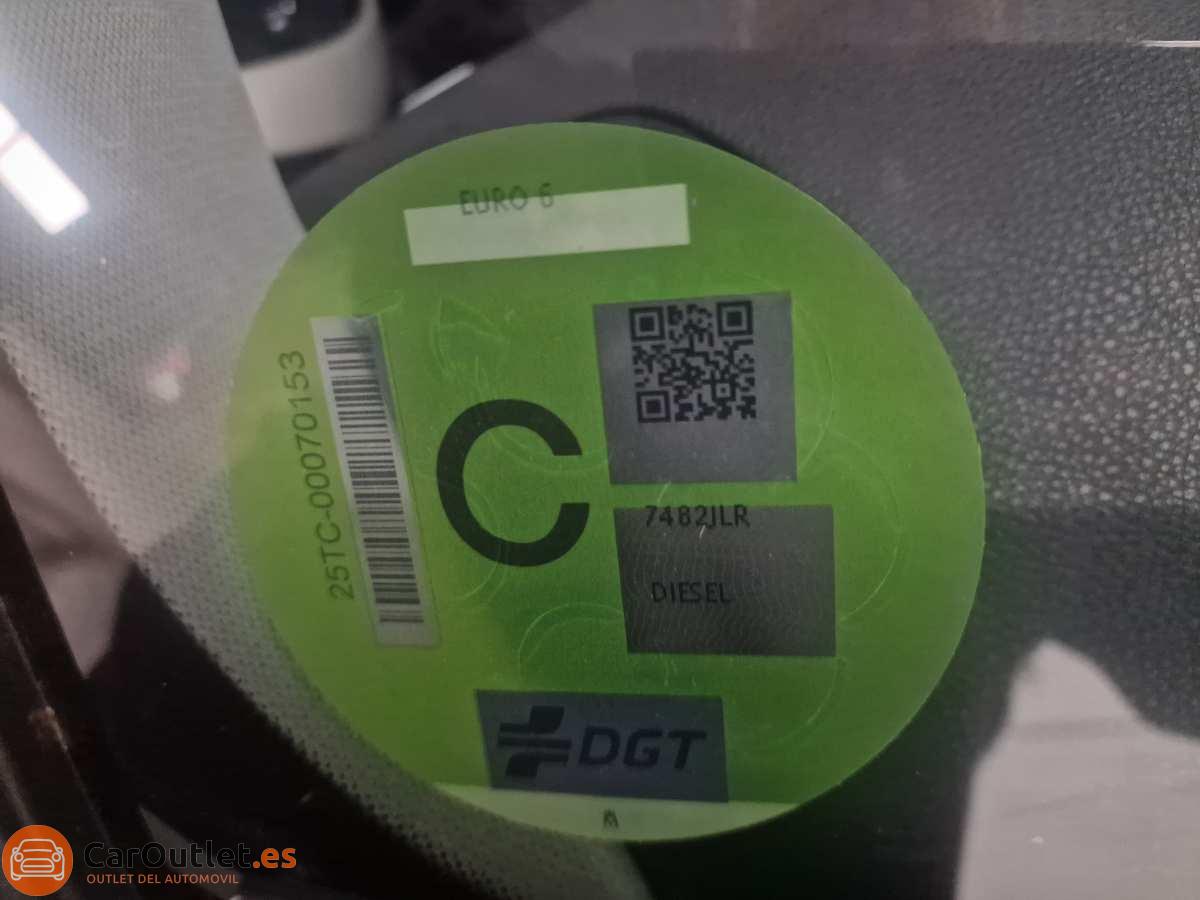 EURO 6
25TC-00070153
C
7482JLR
DIESEL
DGT
CarOutlet.es
OUTLET DEL AUTOMOVIL